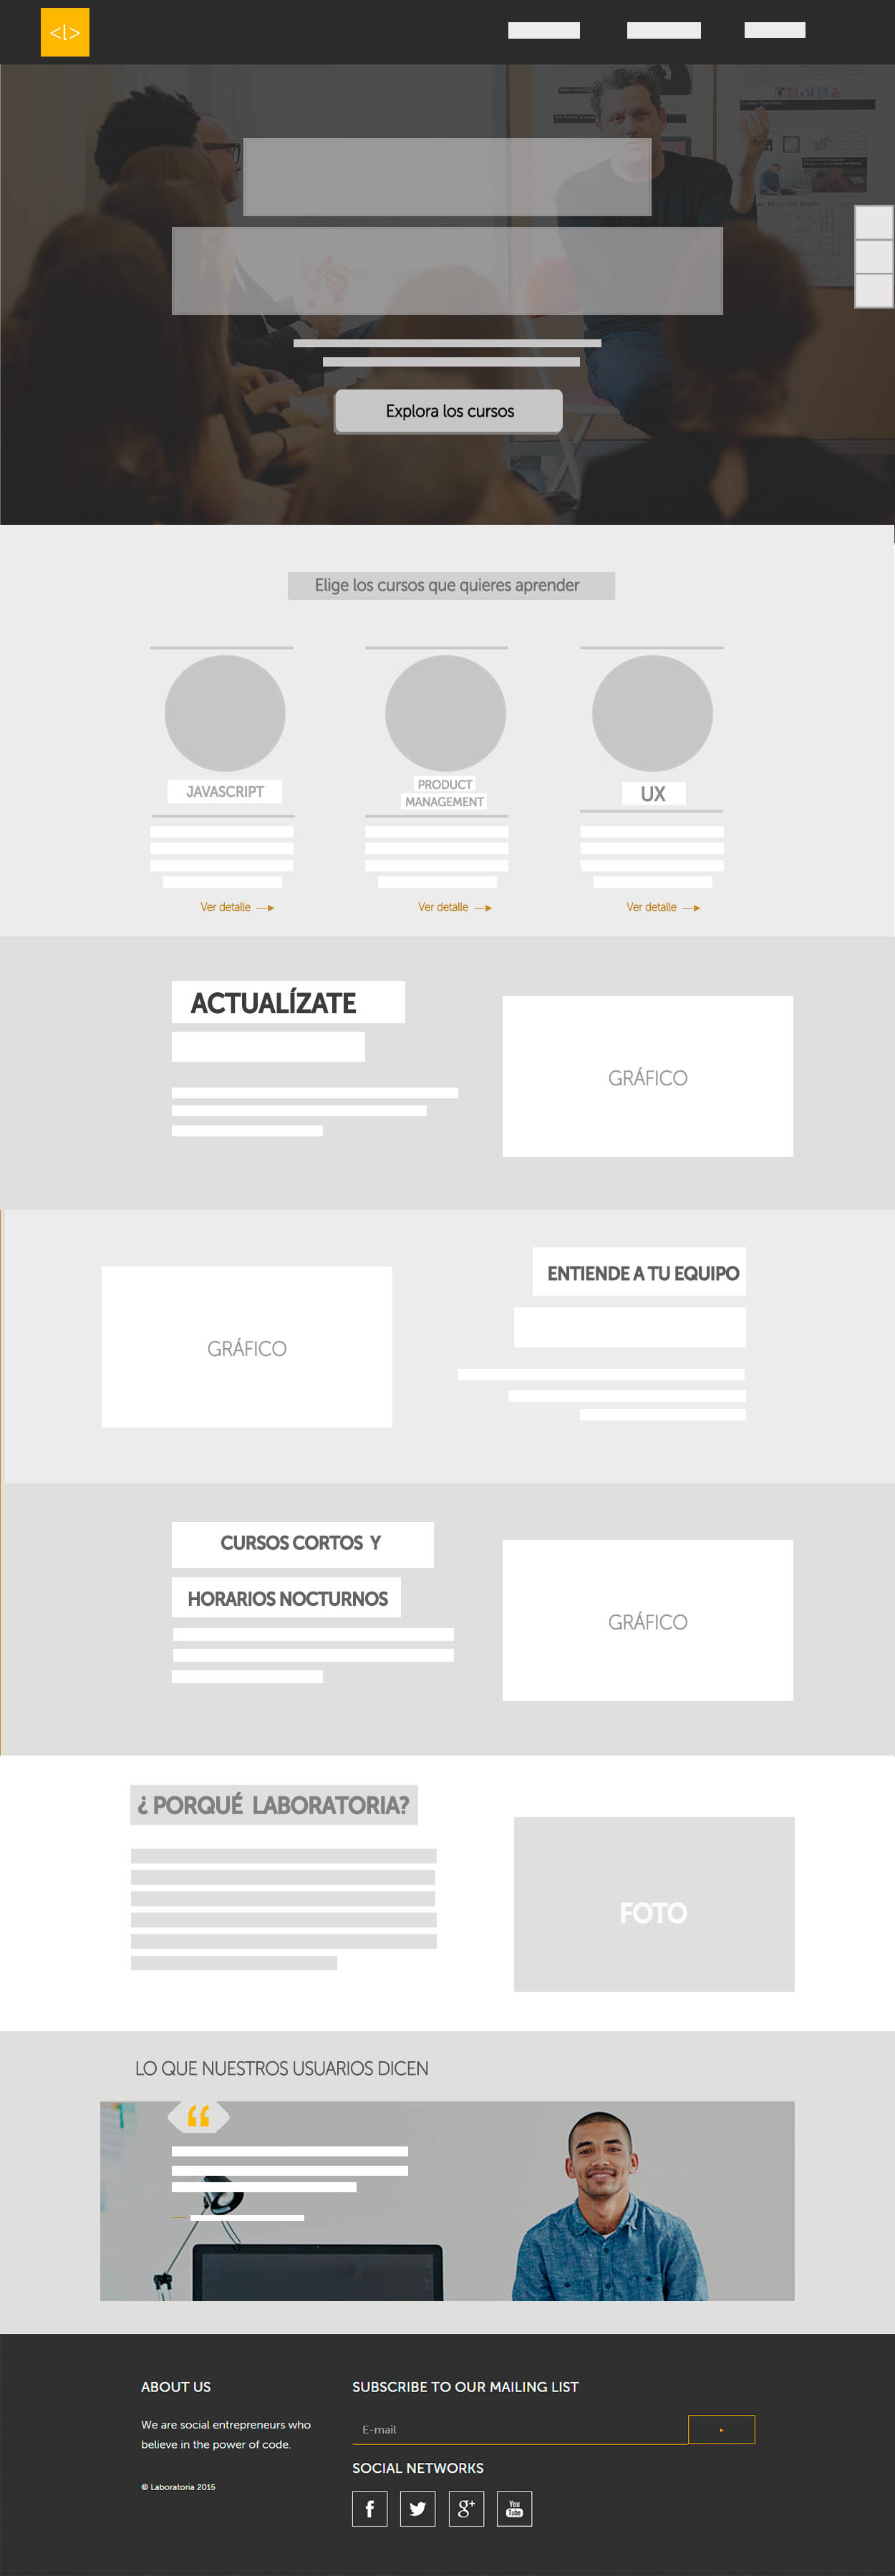 <l>
Explora los cursos
Elige los cursos que quieres aprender
JAVASCRIPT
PRODUCT
MANAGEMENT
UX
Ver detalle
Ver detalle
Ver detalle
ACTUALÍZATE
GRÁFICO
ENTIENDE A TU EQUIPO
GRÁFICO
CURSOS CORTOS Y
HORARIOS NOCTURNOS
GRÁFICO
¿ PORQUÉ LABORATORIA?
FOTO
LO QUE NUESTROS USUARIOS DICEN
“
ABOUT US
We are social entrepreneurs who
believe in the power of code.
© Laboratoria 2015
SUBSCRIBE TO OUR MAILING LIST
E-mail
SOCIAL NETWORKS
f
g+
You
Tube